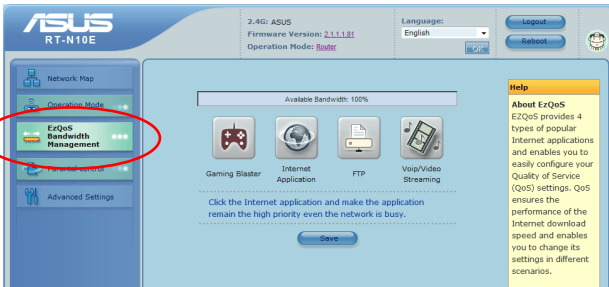 ASUS
RT-N10E
2.4G: ASUS
Firmware Version: 2.1.1.1.81
Operation Mode: Router
Language:
English
Logout
Reboot
Network Map
Operation Mode
EzQoS
Bandwidth
Management
Parental control
Advanced Settings
Available Bandwidth: 100%
Gaming Blaster
Internet
Application
FTP
Voip/Video
Streaming
Click the Internet application and make the application
remain the high priority even the network is busy.
Save
Help
About EzQoS
EZQoS provides 4
types of popular
Internet applications
and enables you to
easily configure your
Quality of Service
(QoS) settings. QoS
ensures the
performance of the
Internet download
speed and enables
you to change its
settings in different
scenarios.